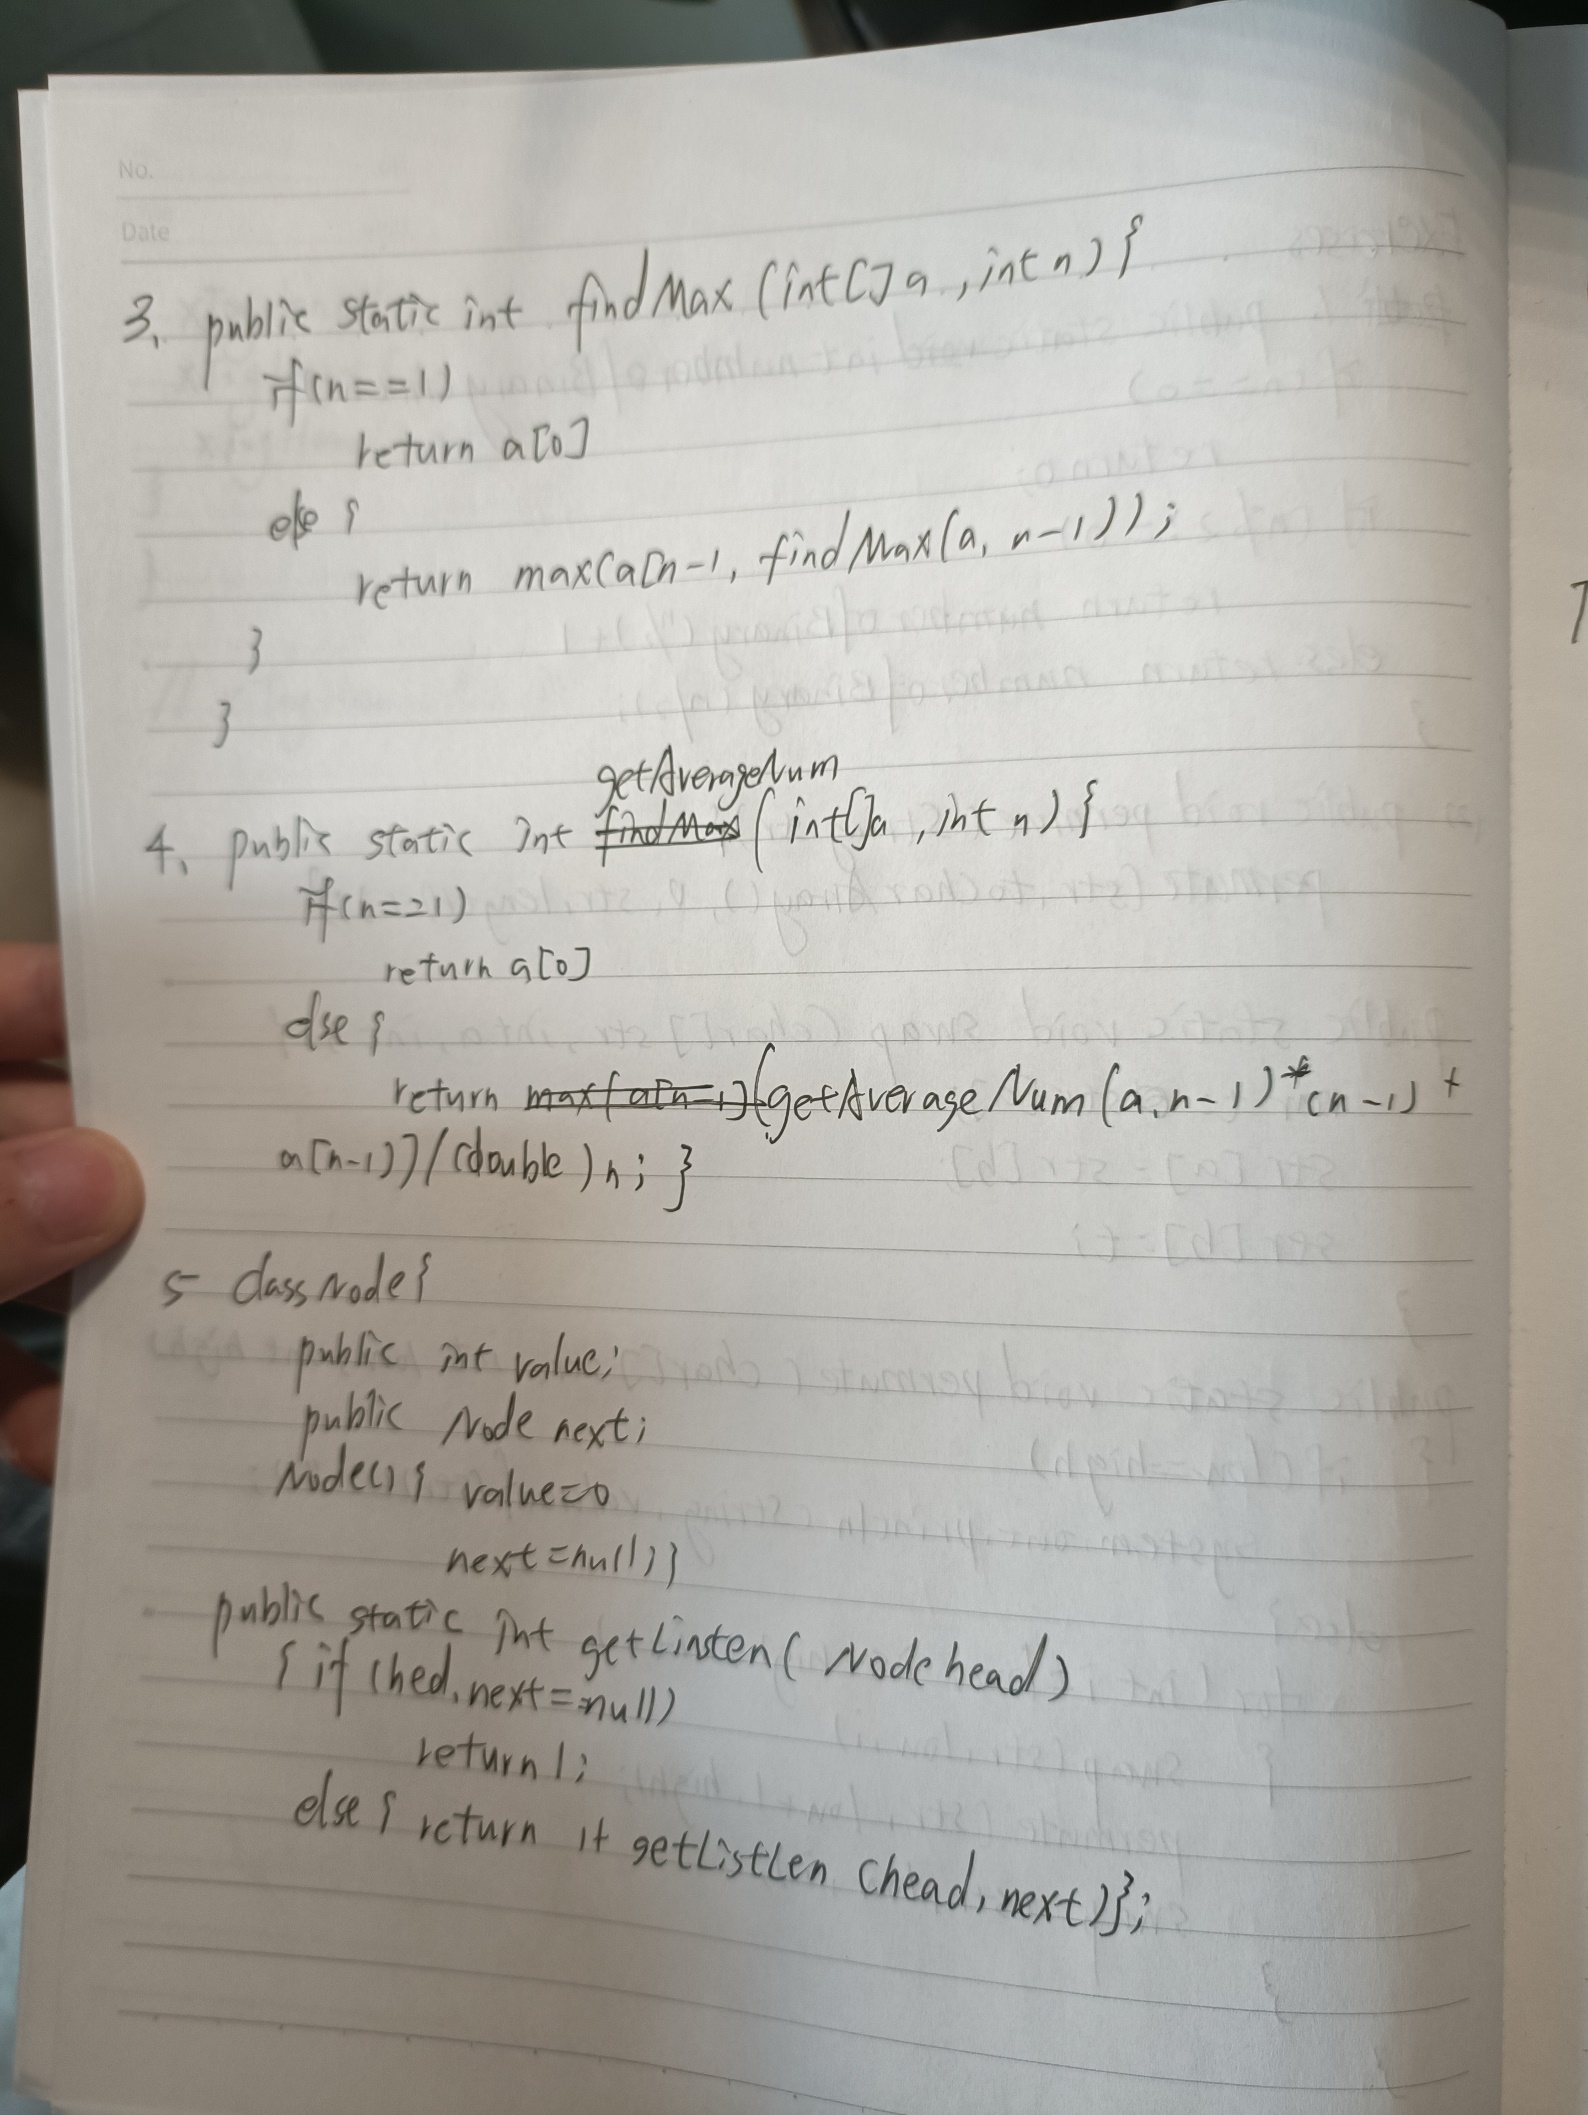 No.
Date
3. public static int findMax (int[] a, int n) {
if(n==1)
return a[0]
else {
return max(a[n-1, findMax(a, n-1));
}
}
getAverageNum
4. public static int findMax (int[]a, int n) {
if(n==1)
return a[0]
else {
return max(a[n-1] (getAverageNum(a, n-1)*(n-1) +
a[n-1)]/(double)n; }
5 class Node{
public int value;
public Node next;
Node() { value=0
next=null;}
public static int getLinten( Node head)
{ if (hed.next==null)
return 1;
else { return 1+ getListLen (head, next)};